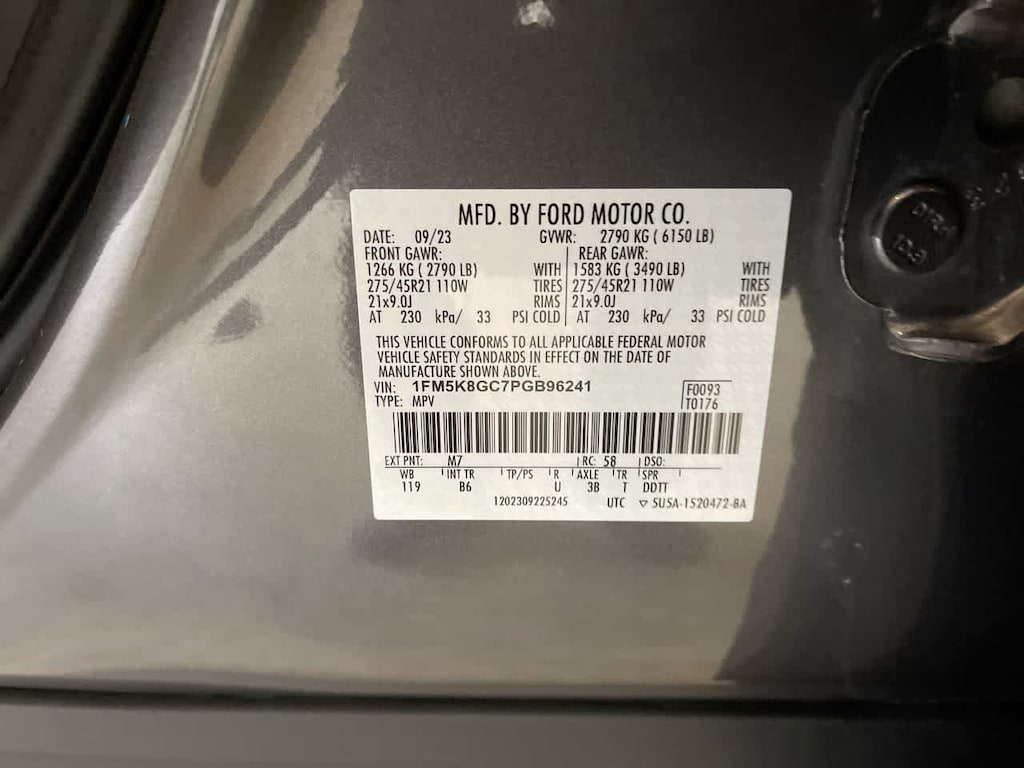 MFD. BY FORD MOTOR CO.
DATE: 09/23 GVWR: 2790 KG ( 6150 LB)
FRONT GAWR: REAR GAWR:
1266 KG ( 2790 LB) WITH 1583 KG ( 3490 LB) WITH
275/45R21 110W TIRES 275/45R21 110W TIRES
21x9.0J RIMS 21x9.0J RIMS
AT 230 kPa/ 33 PSI COLD AT 230 kPa/ 33 PSI COLD
THIS VEHICLE CONFORMS TO ALL APPLICABLE FEDERAL MOTOR
VEHICLE SAFETY STANDARDS IN EFFECT ON THE DATE OF
MANUFACTURE SHOWN ABOVE.
VIN: 1FM5K8GC7PGB96241 F0093
TYPE: MPV T0176
EXT PNT: M7 RC: 58 DSO:
WB INT TR TP/PS R AXLE TR SPR
119 B6 U 3B T DDTT
1202309225245 UTC ▽ 5U5A-1520472-BA